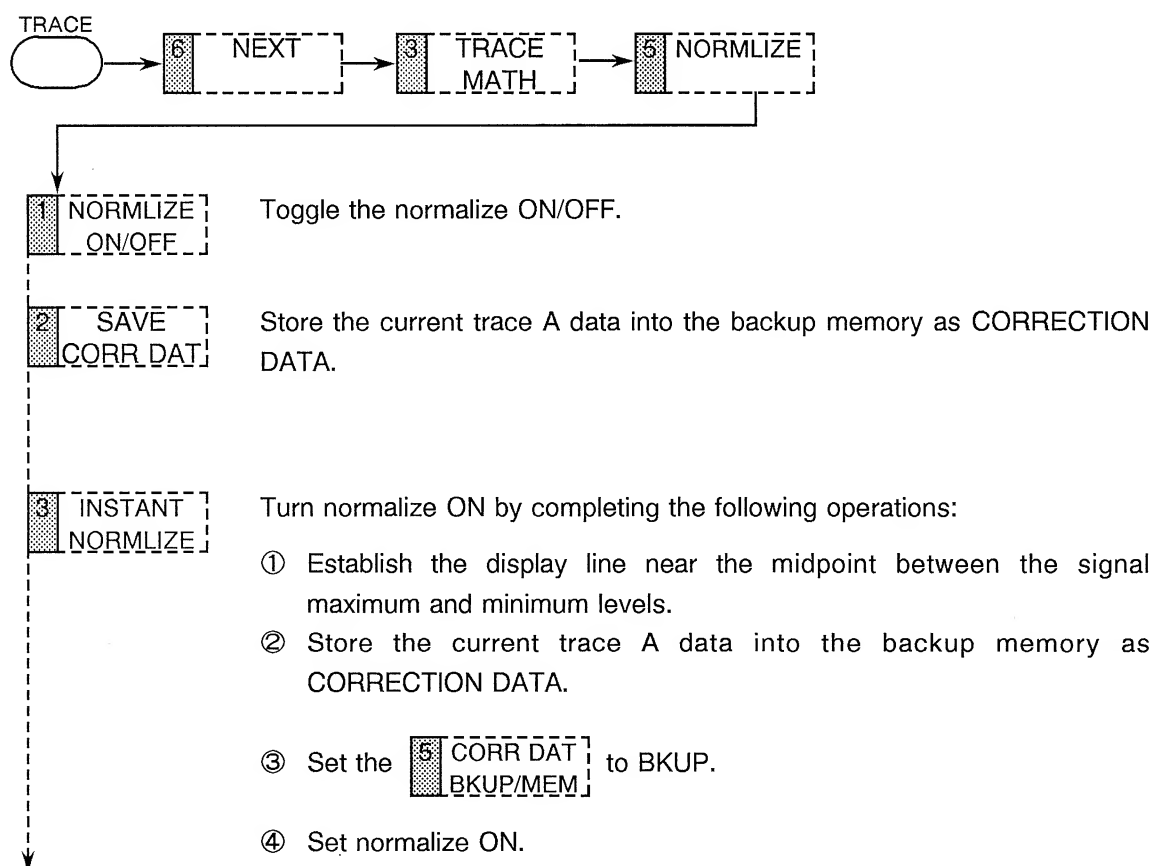 TRACE
6 NEXT
3 TRACE
MATH
5 NORMLIZE
1 NORMLIZE
ON/OFF
Toggle the normalize ON/OFF.
2 SAVE
CORR DAT
Store the current trace A data into the backup memory as CORRECTION
DATA.
3 INSTANT
NORMLIZE
Turn normalize ON by completing the following operations:
① Establish the display line near the midpoint between the signal
maximum and minimum levels.
② Store the current trace A data into the backup memory as
CORRECTION DATA.
③ Set the 5 CORR DAT
BKUP/MEM to BKUP.
④ Set normalize ON.